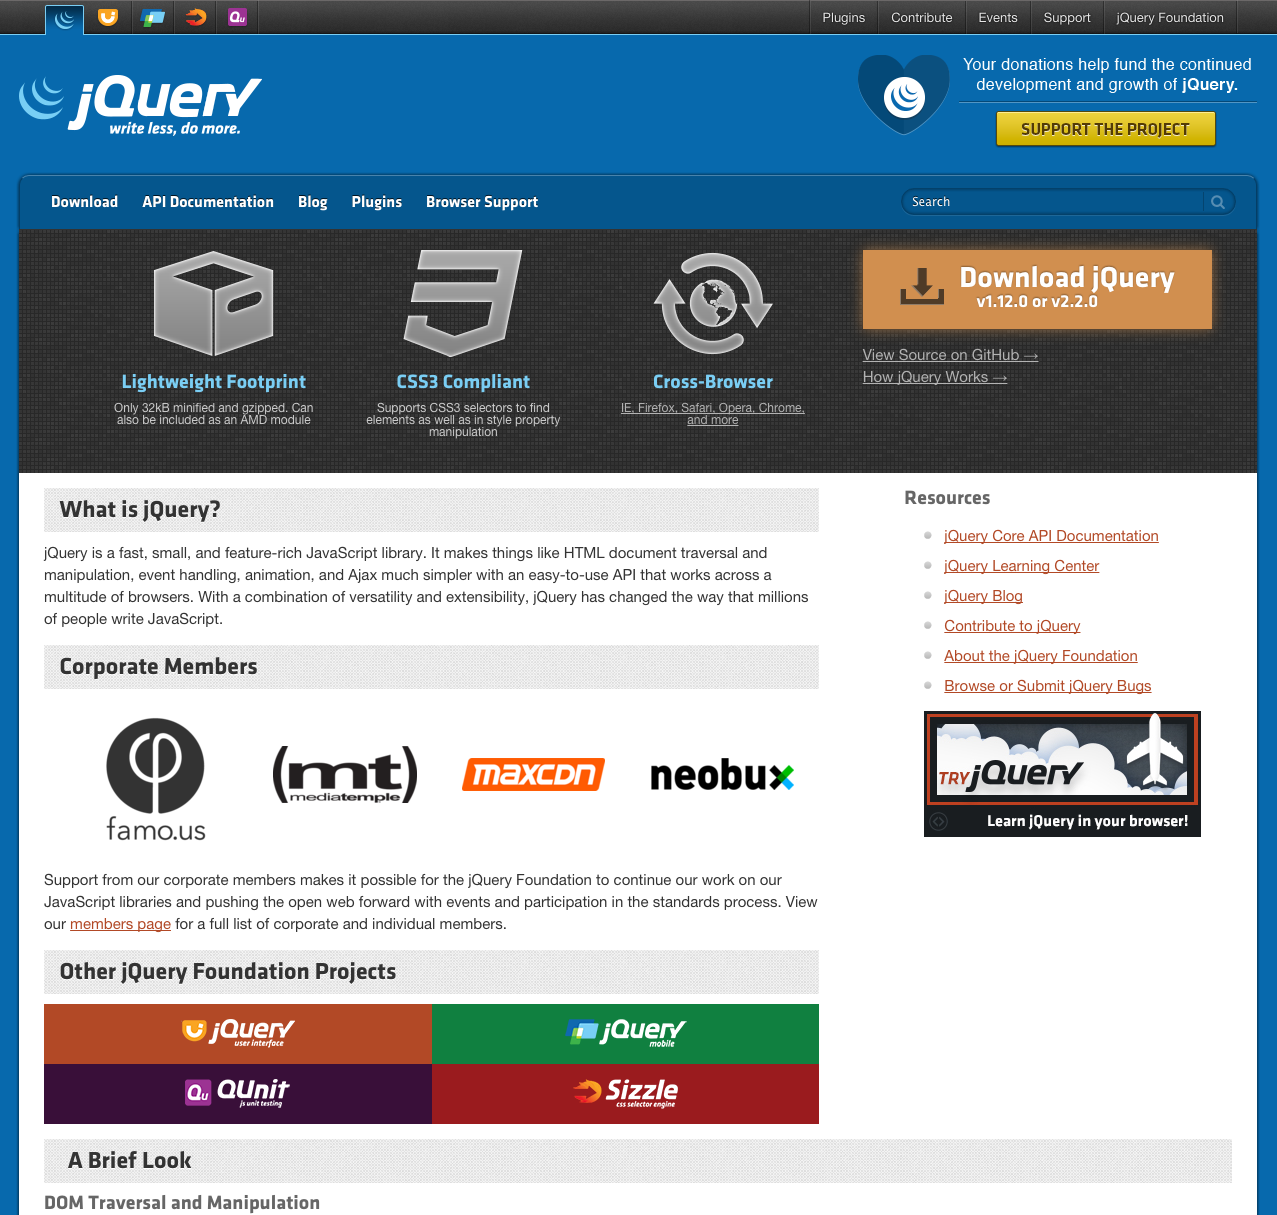 Plugins
Contribute
Events
Support
jQuery Foundation
jQuery
write less, do more.
Your donations help fund the continued
development and growth of jQuery.
SUPPORT THE PROJECT
Download
API Documentation
Blog
Plugins
Browser Support
Search
Lightweight Footprint
Only 32kB minified and gzipped. Can
also be included as an AMD module
CSS3 Compliant
Supports CSS3 selectors to find
elements as well as in style property
manipulation
Cross-Browser
IE, Firefox, Safari, Opera, Chrome,
and more
Download jQuery
v1.12.0 or v2.2.0
View Source on GitHub →
How jQuery Works →
What is jQuery?
jQuery is a fast, small, and feature-rich JavaScript library. It makes things like HTML document traversal and
manipulation, event handling, animation, and Ajax much simpler with an easy-to-use API that works across a
multitude of browsers. With a combination of versatility and extensibility, jQuery has changed the way that millions
of people write JavaScript.
Corporate Members
famo.us
(mt)
mediatemple
maxcdn
neobux
Support from our corporate members makes it possible for the jQuery Foundation to continue our work on our
JavaScript libraries and pushing the open web forward with events and participation in the standards process. View
our members page for a full list of corporate and individual members.
Other jQuery Foundation Projects
jQuery
user interface
jQuery
mobile
Qu
QUnit
js unit testing
Sizzle
css selector engine
Resources
jQuery Core API Documentation
jQuery Learning Center
jQuery Blog
Contribute to jQuery
About the jQuery Foundation
Browse or Submit jQuery Bugs
TRY jQuery
Learn jQuery in your browser!
A Brief Look
DOM Traversal and Manipulation